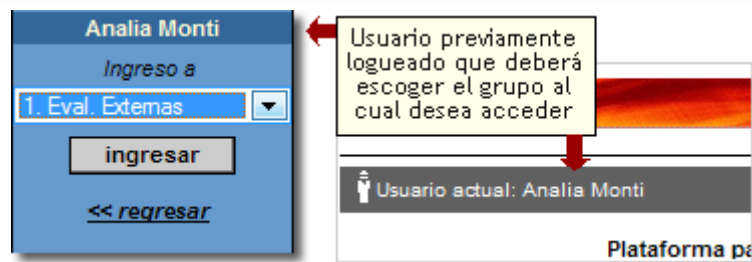 Analia Monti
Ingreso a
1. Eval. Externas
ingresar
<< regresar
Usuario previamente
logueado que deberá
escoger el grupo al
cual desea acceder
Usuario actual: Analia Monti
Plataforma pa